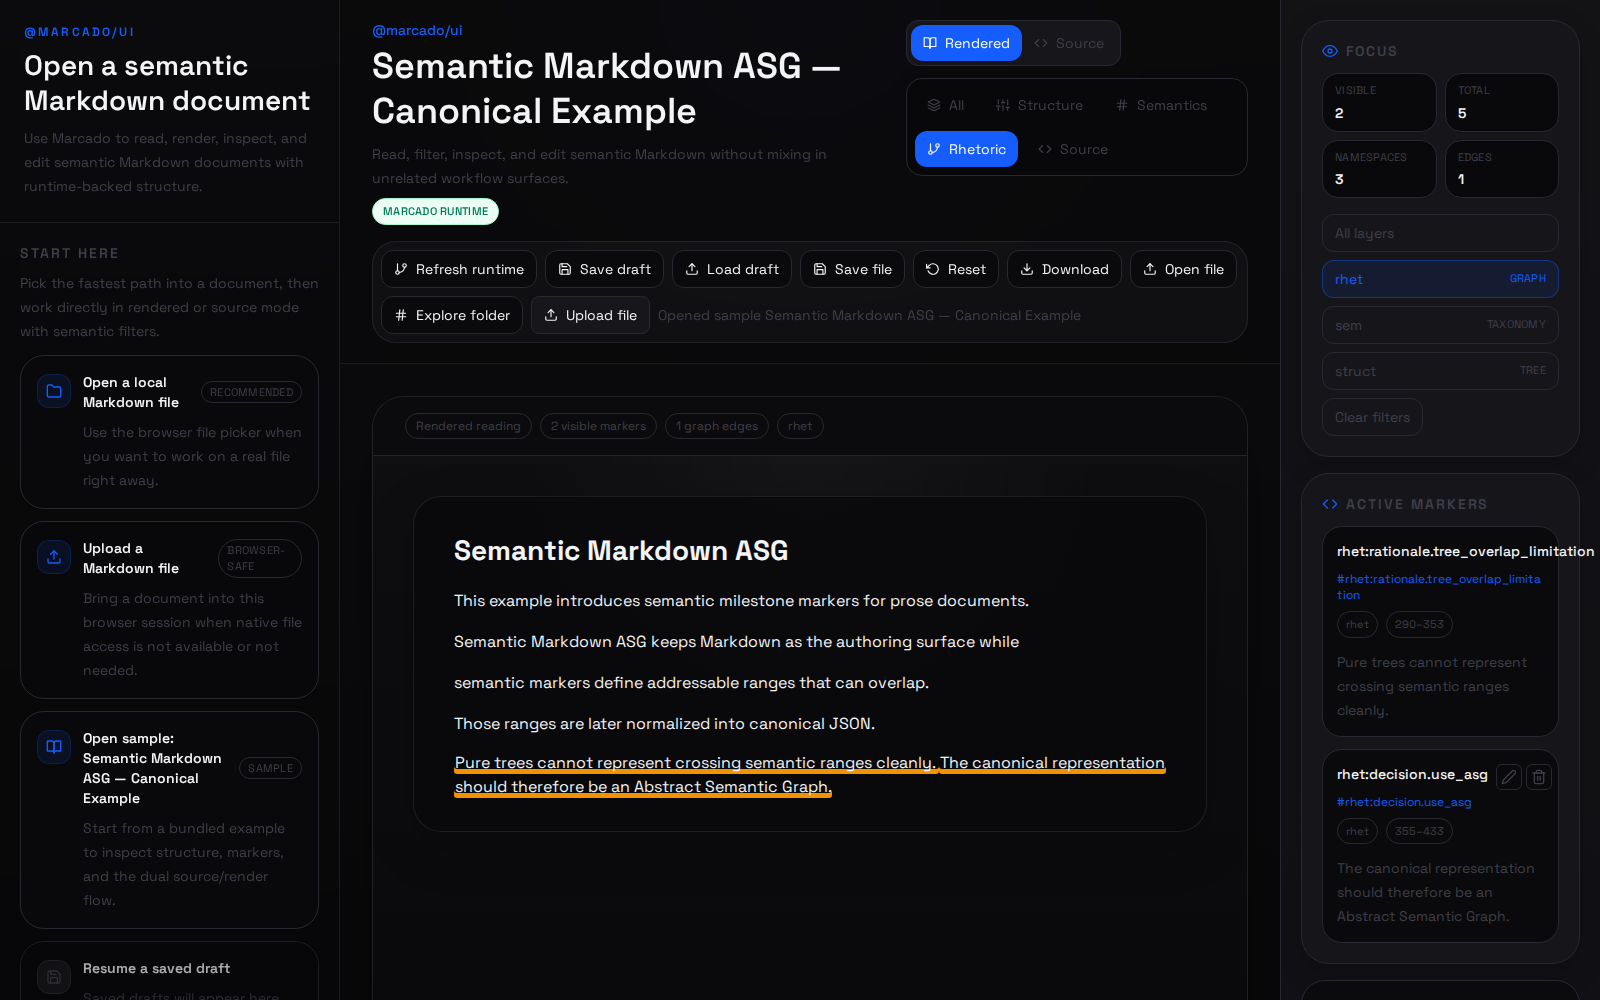 @MARCADO/UI
Open a semantic
Markdown document
Use Marcado to read, render, inspect, and
edit semantic Markdown documents with
runtime-backed structure.
START HERE
Pick the fastest path into a document, then
work directly in rendered or source mode
with semantic filters.
Open a local
Markdown file
RECOMMENDED
Use the browser file picker when
you want to work on a real file
right away.
Upload a
Markdown file
BROWSER-
SAFE
Bring a document into this
browser session when native file
access is not available or not
needed.
Open sample:
Semantic Markdown
ASG — Canonical
Example
SAMPLE
Start from a bundled example
to inspect structure, markers,
and the dual source/render
flow.
Resume a saved draft
Saved drafts will appear here
@marcado/ui
Semantic Markdown ASG —
Canonical Example
Read, filter, inspect, and edit semantic Markdown without mixing in
unrelated workflow surfaces.
MARCADO RUNTIME
Rendered Source
All Structure Semantics
Rhetoric Source
Refresh runtime Save draft Load draft Save file Reset Download Open file
Explore folder Upload file Opened sample Semantic Markdown ASG — Canonical Example
Rendered reading 2 visible markers 1 graph edges rhet
Semantic Markdown ASG
This example introduces semantic milestone markers for prose documents.
Semantic Markdown ASG keeps Markdown as the authoring surface while
semantic markers define addressable ranges that can overlap.
Those ranges are later normalized into canonical JSON.
Pure trees cannot represent crossing semantic ranges cleanly. The canonical representation
should therefore be an Abstract Semantic Graph.
FOCUS
VISIBLE TOTAL
2 5
NAMESPACES EDGES
3 1
All layers
rhet GRAPH
sem TAXONOMY
struct TREE
Clear filters
ACTIVE MARKERS
rhet:rationale.tree_overlap_limitation
#rhet:rationale.tree_overlap_limita
tion
rhet 290–353
Pure trees cannot represent
crossing semantic ranges
cleanly.
rhet:decision.use_asg
#rhet:decision.use_asg
rhet 355–433
The canonical representation
should therefore be an
Abstract Semantic Graph.